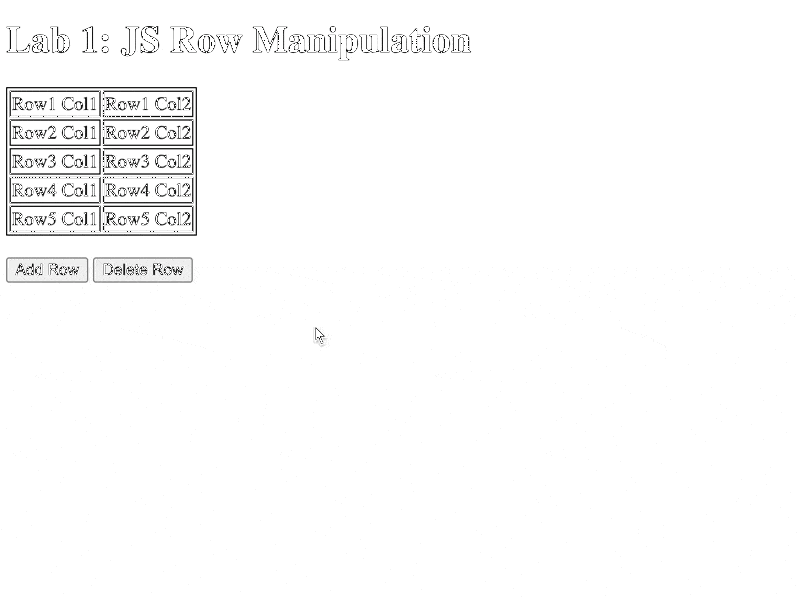 Lab 1: JS Row Manipulation
Row1 Col1 Row1 Col2
Row2 Col1 Row2 Col2
Row3 Col1 Row3 Col2
Row4 Col1 Row4 Col2
Row5 Col1 Row5 Col2
Add Row Delete Row